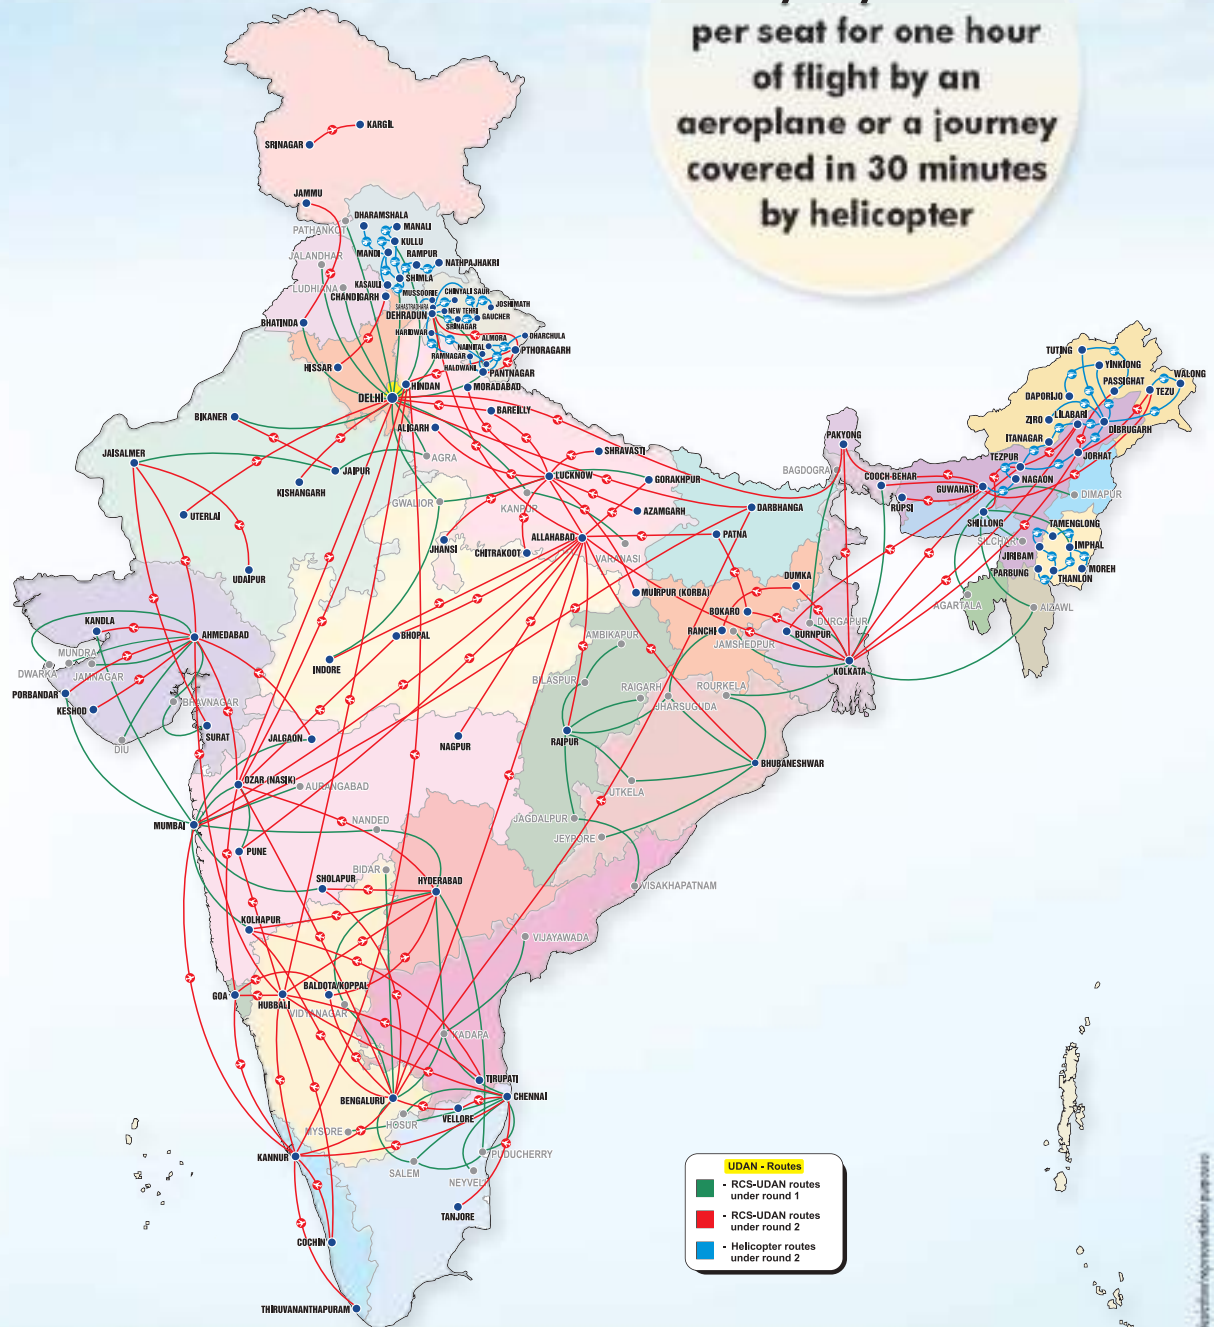 per seat for one hour
of flight by an
aeroplane or a journey
covered in 30 minutes
by helicopter
KARGIL
SRINAGAR
JAMMU
DHARAMSHALA
PATHANKOT
MANALI
KULLU
MANDI
RAMPUR
JALANDHAR
NATHPAJHAKRI
SHIMLA
LUDHIANA
KASAULI
CHANDIGARH
MUSSOORIE
CHINYALI SAUR
SAHASTRADHARA
JOSHIMATH
NEW TEHRI
DEHRADUN
GAUCHER
SRINAGAR
BHATINDA
HARIDWAR
ALMORA
DHARCHULA
NAINITAL
PTHORAGARH
RAMNAGAR
HALDWANI
HISSAR
PANTNAGAR
HINDAN
MORADABAD
DELHI
BAREILLY
BIKANER
ALIGARH
AGRA
SHRAVASTI
JAISALMER
JAIPUR
LUCKNOW
GORAKHPUR
KISHANGARH
GWALIOR
KANPUR
AZAMGARH
DARBHANGA
UTERLAI
ALLAHABAD
PATNA
JHANSI
CHITRAKOOT
VARANASI
UDAIPUR
DUMKA
MUIRPUR (KORBA)
BOKARO
DURGAPUR
KANDLA
AHMEDABAD
BHOPAL
AMBIKAPUR
RANCHI
BURNPUR
JAMSHEDPUR
MUNDRA
INDORE
KOLKATA
DWARKA
JAMNAGAR
BILASPUR
RAIGARH
ROURKELA
PORBANDAR
BHAVNAGAR
JHARSUGUDA
KESHOD
SURAT
JALGAON
NAGPUR
RAIPUR
DIU
BHUBANESHWAR
OZAR (NASIK)
AURANGABAD
UTKELA
MUMBAI
NANDED
JAGDALPUR
JEYPORE
PUNE
BIDAR
SHOLAPUR
HYDERABAD
VISAKHAPATNAM
KOLHAPUR
VIJAYAWADA
GOA
HUBBALI
BALDOTA/KOPPAL
VIDYANAGAR
KADAPA
TIRUPATI
BENGALURU
CHENNAI
VELLORE
HOSUR
MYSORE
KANNUR
PUDUCHERRY
SALEM
NEYVELI
TANJORE
COCHIN
THIRUVANANTHAPURAM
TUTING
YINKIONG
WALONG
PASSIGHAT
TEZU
DAPORIJO
LILABARI
ZIRO
DIBRUGARH
ITANAGAR
PAKYONG
TEZPUR
JORHAT
BAGDOGRA
COOCH-BEHAR
GUWAHATI
NAGAON
RUPSI
DIMAPUR
SHILLONG
TAMENGLONG
SILCHAR
IMPHAL
JIRIBAM
PARBUNG
MOREH
THANLON
AGARTALA
AIZAWL
UDAN - Routes
- RCS-UDAN routes
under round 1
- RCS-UDAN routes
under round 2
- Helicopter routes
under round 2